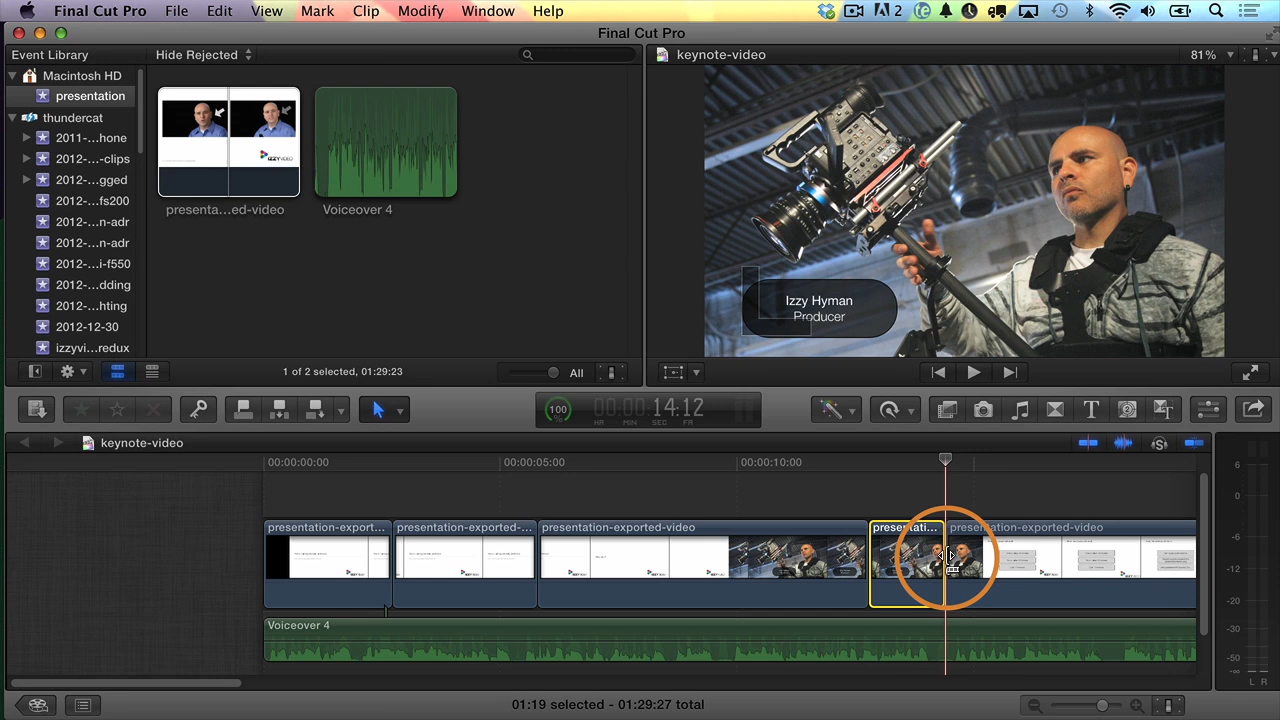 Final Cut Pro File Edit View Mark Clip Modify Window Help
2
Final Cut Pro
Event Library
Hide Rejected
keynote-video
81%
Macintosh HD
presentation
thundercat
2011-...hone
2012-...clips
2012-...gged
2012-...fs200
2012-...n-adr
2012-...n-adr
2012-...i-f550
2012-...dding
2012-...hting
2012-12-30
izzyvi...redux
IZZYVIDEO
presenta...ed-video
Voiceover 4
Izzy Hyman
Producer
1 of 2 selected, 01:29:23
All
100
%
00:00:14:12
HR MIN SEC FR
keynote-video
00:00:00:00
00:00:05:00
00:00:10:00
presentation-export...
presentation-exported-...
presentation-exported-video
presentati...
presentation-exported-video
Voiceover 4
6
0
-6
-12
-20
-30
-50
-∞
L R
01:19 selected - 01:29:27 total